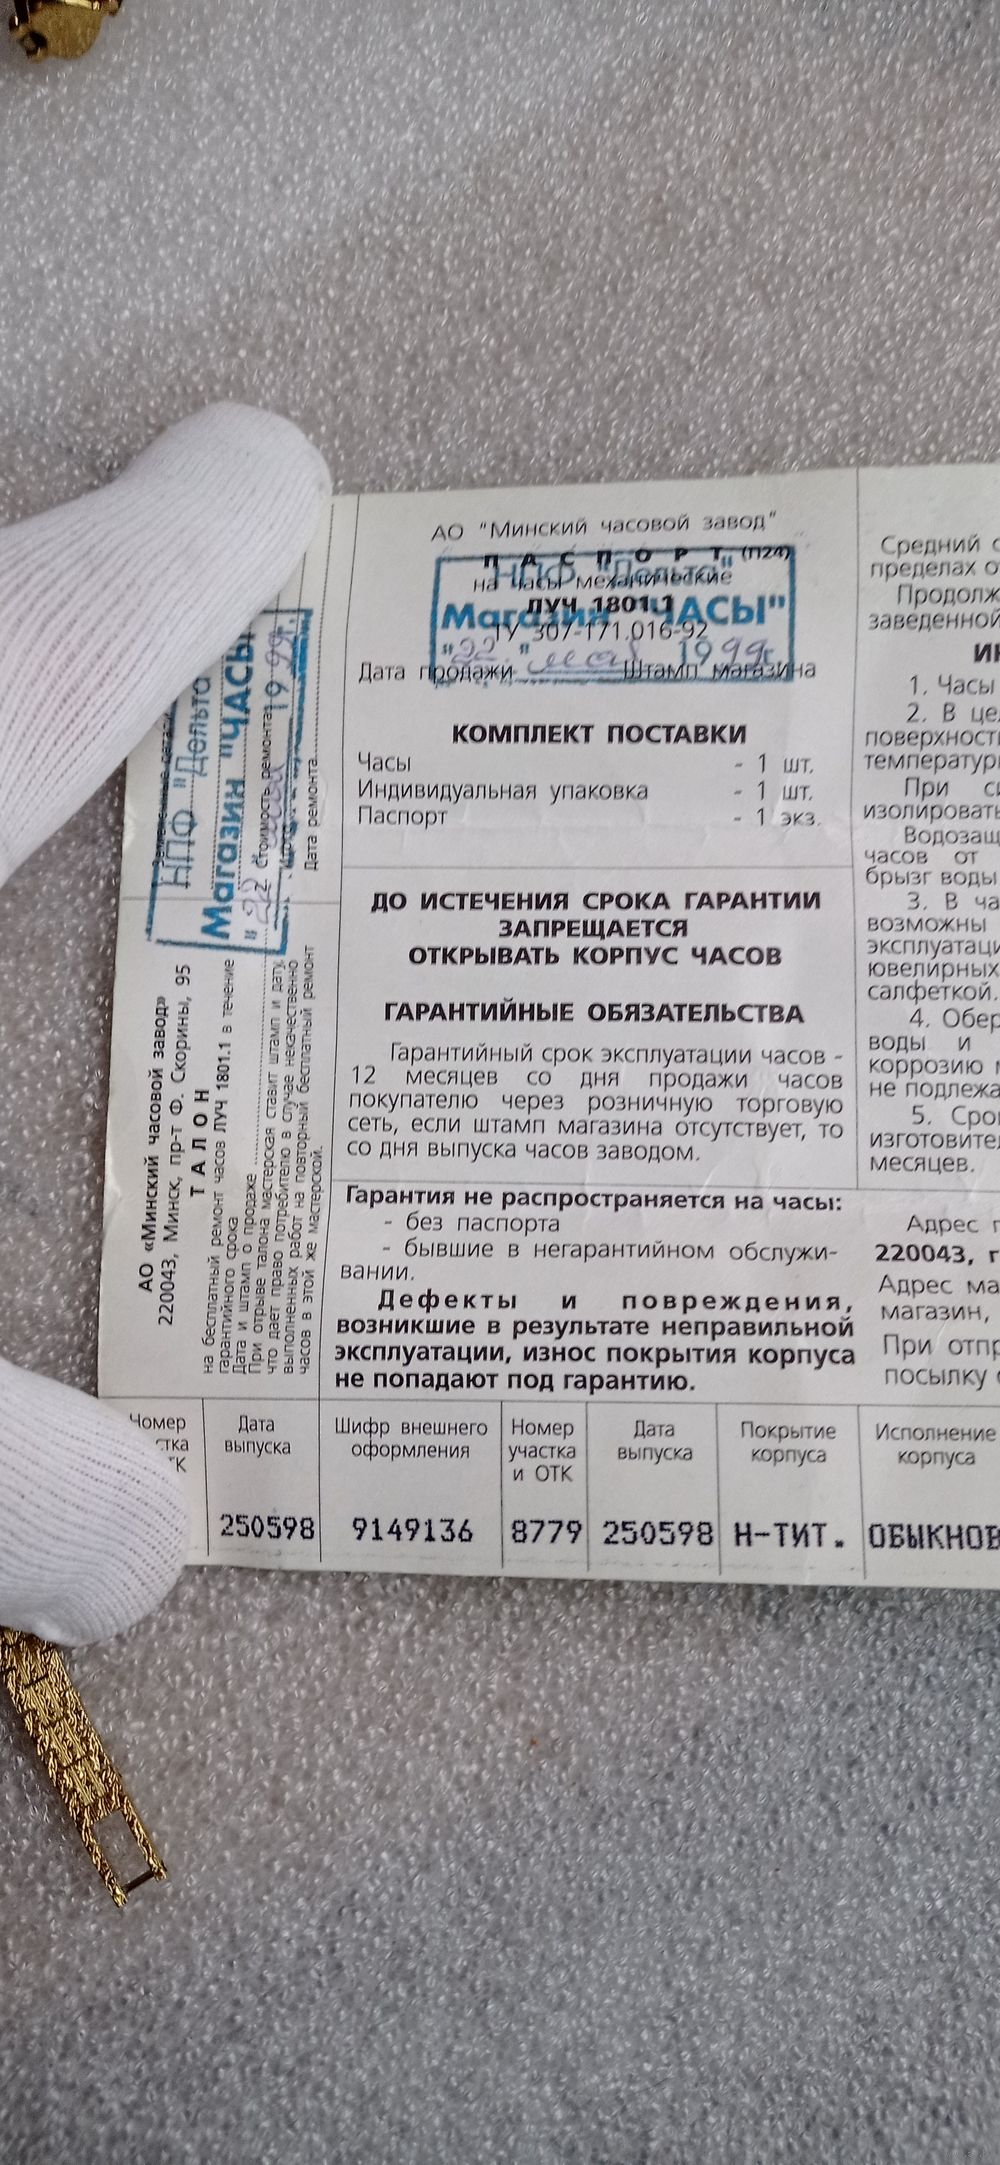 АО "Минский часовой завод"
ПАСПОРТ (П24)
на часы механические
ЛУЧ 1801.1
ТУ 307-171.016-92
Дата продажи Штамп магазина
НПФ "Дельта"
Магазин "ЧАСЫ"
"22" мая 1999г.
КОМПЛЕКТ ПОСТАВКИ
Часы - 1 шт.
Индивидуальная упаковка - 1 шт.
Паспорт - 1 экз.
ДО ИСТЕЧЕНИЯ СРОКА ГАРАНТИИ
ЗАПРЕЩАЕТСЯ
ОТКРЫВАТЬ КОРПУС ЧАСОВ
ГАРАНТИЙНЫЕ ОБЯЗАТЕЛЬСТВА
Гарантийный срок эксплуатации часов -
12 месяцев со дня продажи часов
покупателю через розничную торговую
сеть, если штамп магазина отсутствует, то
со дня выпуска часов заводом.
Гарантия не распространяется на часы:
- без паспорта
- бывшие в негарантийном обслужи-
вании.
Дефекты и повреждения,
возникшие в результате неправильной
эксплуатации, износ покрытия корпуса
не попадают под гарантию.
АО «Минский часовой завод»
220043, Минск, пр-т Ф. Скорины, 95
ТАЛОН
на бесплатный ремонт часов ЛУЧ 1801.1 в течение
гарантийного срока
Дата и штамп о продаже
При отрыве талона мастерская ставит штамп и дату,
что дает право потребителю в случае некачественно
выполненных работ на повторный бесплатный ремонт
часов в этой же мастерской.
НПФ "Дельта
Магазин "ЧАСЫ
"22" мая 1999г.
Стоимость ремонта
Дата ремонта
Средний
пределах
Продолж
заведенной
1. Часы
2. В
поверхност
температур
При
изолировать
Водозащ
часов от
брызг воды
3. В
возможны
эксплуатаци
ювелирных
салфеткой.
4. Обер
воды и
коррозию
не подлежа
5. Сро
изготовите
месяцев.
Адрес
220043, г
Адрес ма
магазин,
При отпр
посылку
Номер
Дата
выпуска
250598
Шифр внешнего
оформления
9149136
Номер
участка
и ОТК
8779
Дата
выпуска
250598
Покрытие
корпуса
Н-ТИТ.
Исполнение
корпуса
ОБЫКНОВ